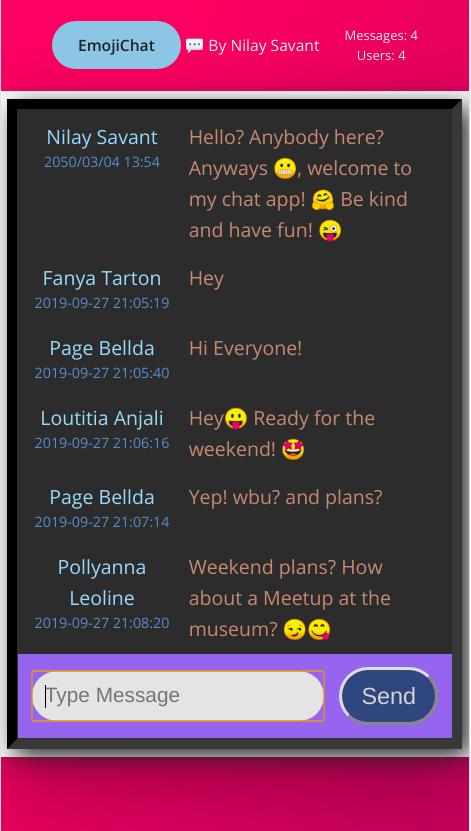 EmojiChat 💬 By Nilay Savant
Messages: 4
Users: 4
Nilay Savant
2050/03/04 13:54
Hello? Anybody here?
Anyways 😬, welcome to
my chat app! 🤗 Be kind
and have fun! 😜
Fanya Tarton
2019-09-27 21:05:19
Hey
Page Bellda
2019-09-27 21:05:40
Hi Everyone!
Loutitia Anjali
2019-09-27 21:06:16
Hey😛 Ready for the
weekend! 🤩
Page Bellda
2019-09-27 21:07:14
Yep! wbu? and plans?
Pollyanna
Leoline
2019-09-27 21:08:20
Weekend plans? How
about a Meetup at the
museum? 😏😋
Type Message
Send